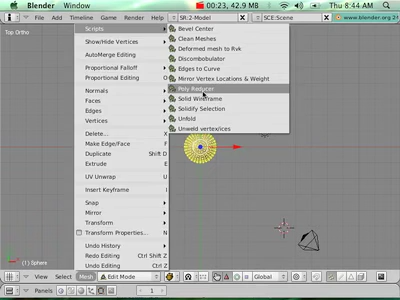 Blender Window 00:23, 42.9 MB Thu 8:44 AM
File Add Timeline Game Render Help SR:2-Model SCE:Scene www.blender.org 2
Top Ortho
Scripts
Show/Hide Vertices
AutoMerge Editing
Proportional Falloff
Proportional Editing O
Normals
Faces
Edges
Vertices
Delete... X
Make Edge/Face F
Duplicate Shift D
Extrude E
UV Unwrap U
Insert Keyframe I
Snap
Mirror
Transform
Transform Properties... N
Undo History
Redo Editing Ctrl Shift Z
Undo Editing Ctrl Z
Bevel Center
Clean Meshes
Deformed mesh to Rvk
Discombobulator
Edges to Curve
Mirror Vertex Locations & Weight
Poly Reducer
Solid Wireframe
Solidify Selection
Unfold
Unweld vertex/ices
(1) Sphere
View Select Mesh Edit Mode Global
Panels 1